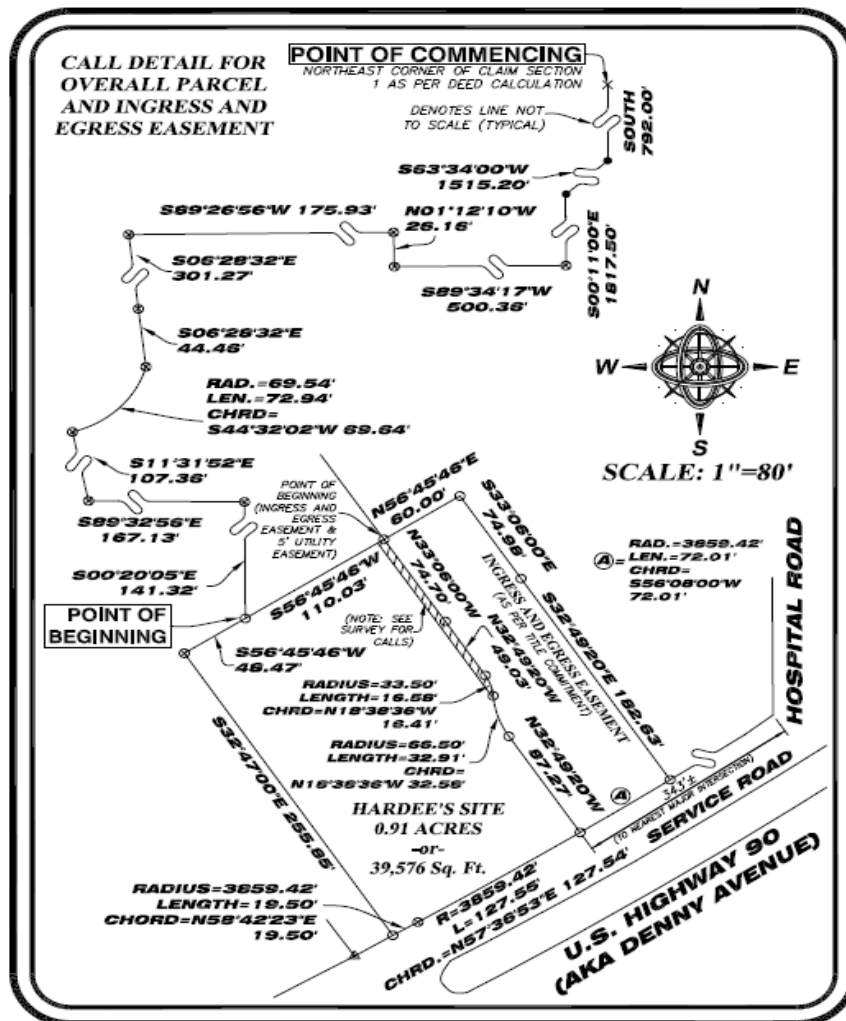 CALL DETAIL FOR
OVERALL PARCEL
AND INGRESS AND
EGRESS EASEMENT
POINT OF COMMENCING
NORTHEAST CORNER OF CLAIM SECTION
1 AS PER DEED CALCULATION
DENOTES LINE NOT
TO SCALE (TYPICAL)
SOUTH
792.00'
S63°34'00"W
1515.20'
S00°11'00"E
1817.50'
S89°34'17"W
500.36'
N01°12'10"W
26.16'
S89°26'56"W 175.93'
S06°28'32"E
301.27'
S06°28'32"E
44.46'
RAD.=69.54'
LEN.=72.94'
CHRD=
S44°32'02"W 69.64'
S11°31'52"E
107.36'
S89°32'56"E
167.13'
S00°20'05"E
141.32'
POINT OF
BEGINNING
N
W
E
S
SCALE: 1"=80'
POINT OF
BEGINNING
(INGRESS AND
EGRESS
EASEMENT &
5' UTILITY
EASEMENT)
N56°45'46"E
60.00'
S33°06'00"E
74.98'
S32°49'20"E 182.63'
INGRESS AND EGRESS EASEMENT
(AS PER TITLE COMMITMENT)
A = RAD.=3859.42'
LEN.=72.01'
CHRD=
S56°08'00"W
72.01'
S56°45'46"W
110.03'
N33°06'00"W
74.70'
(NOTE: SEE
SURVEY FOR
CALLS)
N32°49'20"W
49.03'
S56°45'46"W
48.47'
RADIUS=33.50'
LENGTH=16.58'
CHRD=N18°38'36"W
16.41'
RADIUS=66.50'
LENGTH=32.91'
CHRD=
N16°36'36"W 32.56'
N32°49'20"W
87.27'
A
S32°47'00"E 255.85'
HARDEE'S SITE
0.91 ACRES
-or-
39,576 Sq. Ft.
RADIUS=3859.42'
LENGTH=19.50'
CHORD=N58°42'23"E
19.50'
R=3859.42'
L=127.55'
CHRD.=N57°36'53"E 127.54'
343'±
(TO NEAREST MAJOR INTERSECTION)
SERVICE ROAD
HOSPITAL ROAD
U.S. HIGHWAY 90
(AKA DENNY AVENUE)